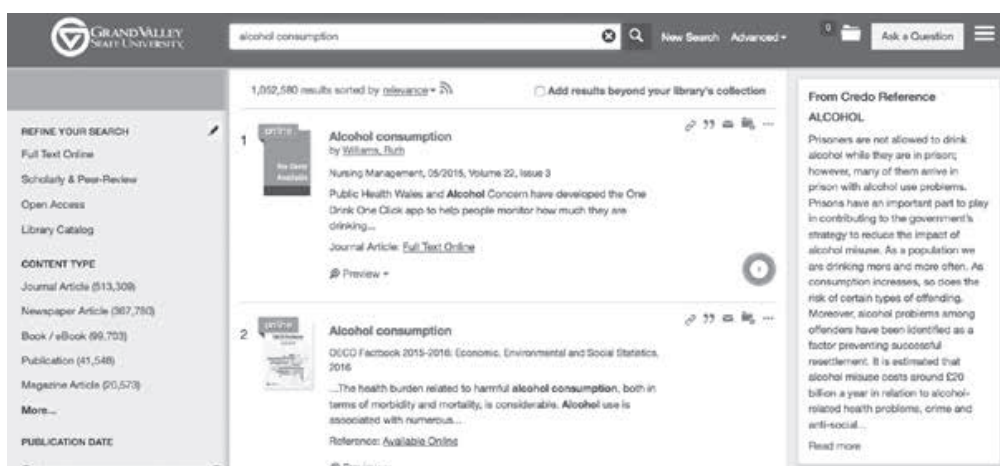 GRAND VALLEY
STATE UNIVERSITY
alcohol consumption
New Search Advanced
0
Ask a Question
1,052,580 results sorted by relevance
Add results beyond your library's collection
REFINE YOUR SEARCH
Full Text Online
Scholarly & Peer-Review
Open Access
Library Catalog
CONTENT TYPE
Journal Article (513,309)
Newspaper Article (367,780)
Book / eBook (99,703)
Publication (41,548)
Magazine Article (20,573)
More...
PUBLICATION DATE
1
online
No Cover
Available
Alcohol consumption
by Williams, Ruth
Nursing Management, 05/2015, Volume 22, Issue 3
Public Health Wales and Alcohol Concern have developed the One
Drink One Click app to help people monitor how much they are
drinking...
Journal Article: Full Text Online
Preview
2
online
Alcohol consumption
OECD Factbook 2015-2016: Economic, Environmental and Social Statistics,
2016
...The health burden related to harmful alcohol consumption, both in
terms of morbidity and mortality, is considerable. Alcohol use is
associated with numerous...
Reference: Available Online
Preview
From Credo Reference
ALCOHOL
Prisoners are not allowed to drink
alcohol while they are in prison;
however, many of them arrive in
prison with alcohol use problems.
Prisons have an important part to play
in contributing to the government's
strategy to reduce the impact of
alcohol misuse. As a population we
are drinking more and more often. As
consumption increases, so does the
risk of certain types of offending.
Moreover, alcohol problems among
offenders have been identified as a
factor preventing successful
resettlement. It is estimated that
alcohol misuse costs around £20
billion a year in relation to alcohol-
related health problems, crime and
anti-social...
Read more